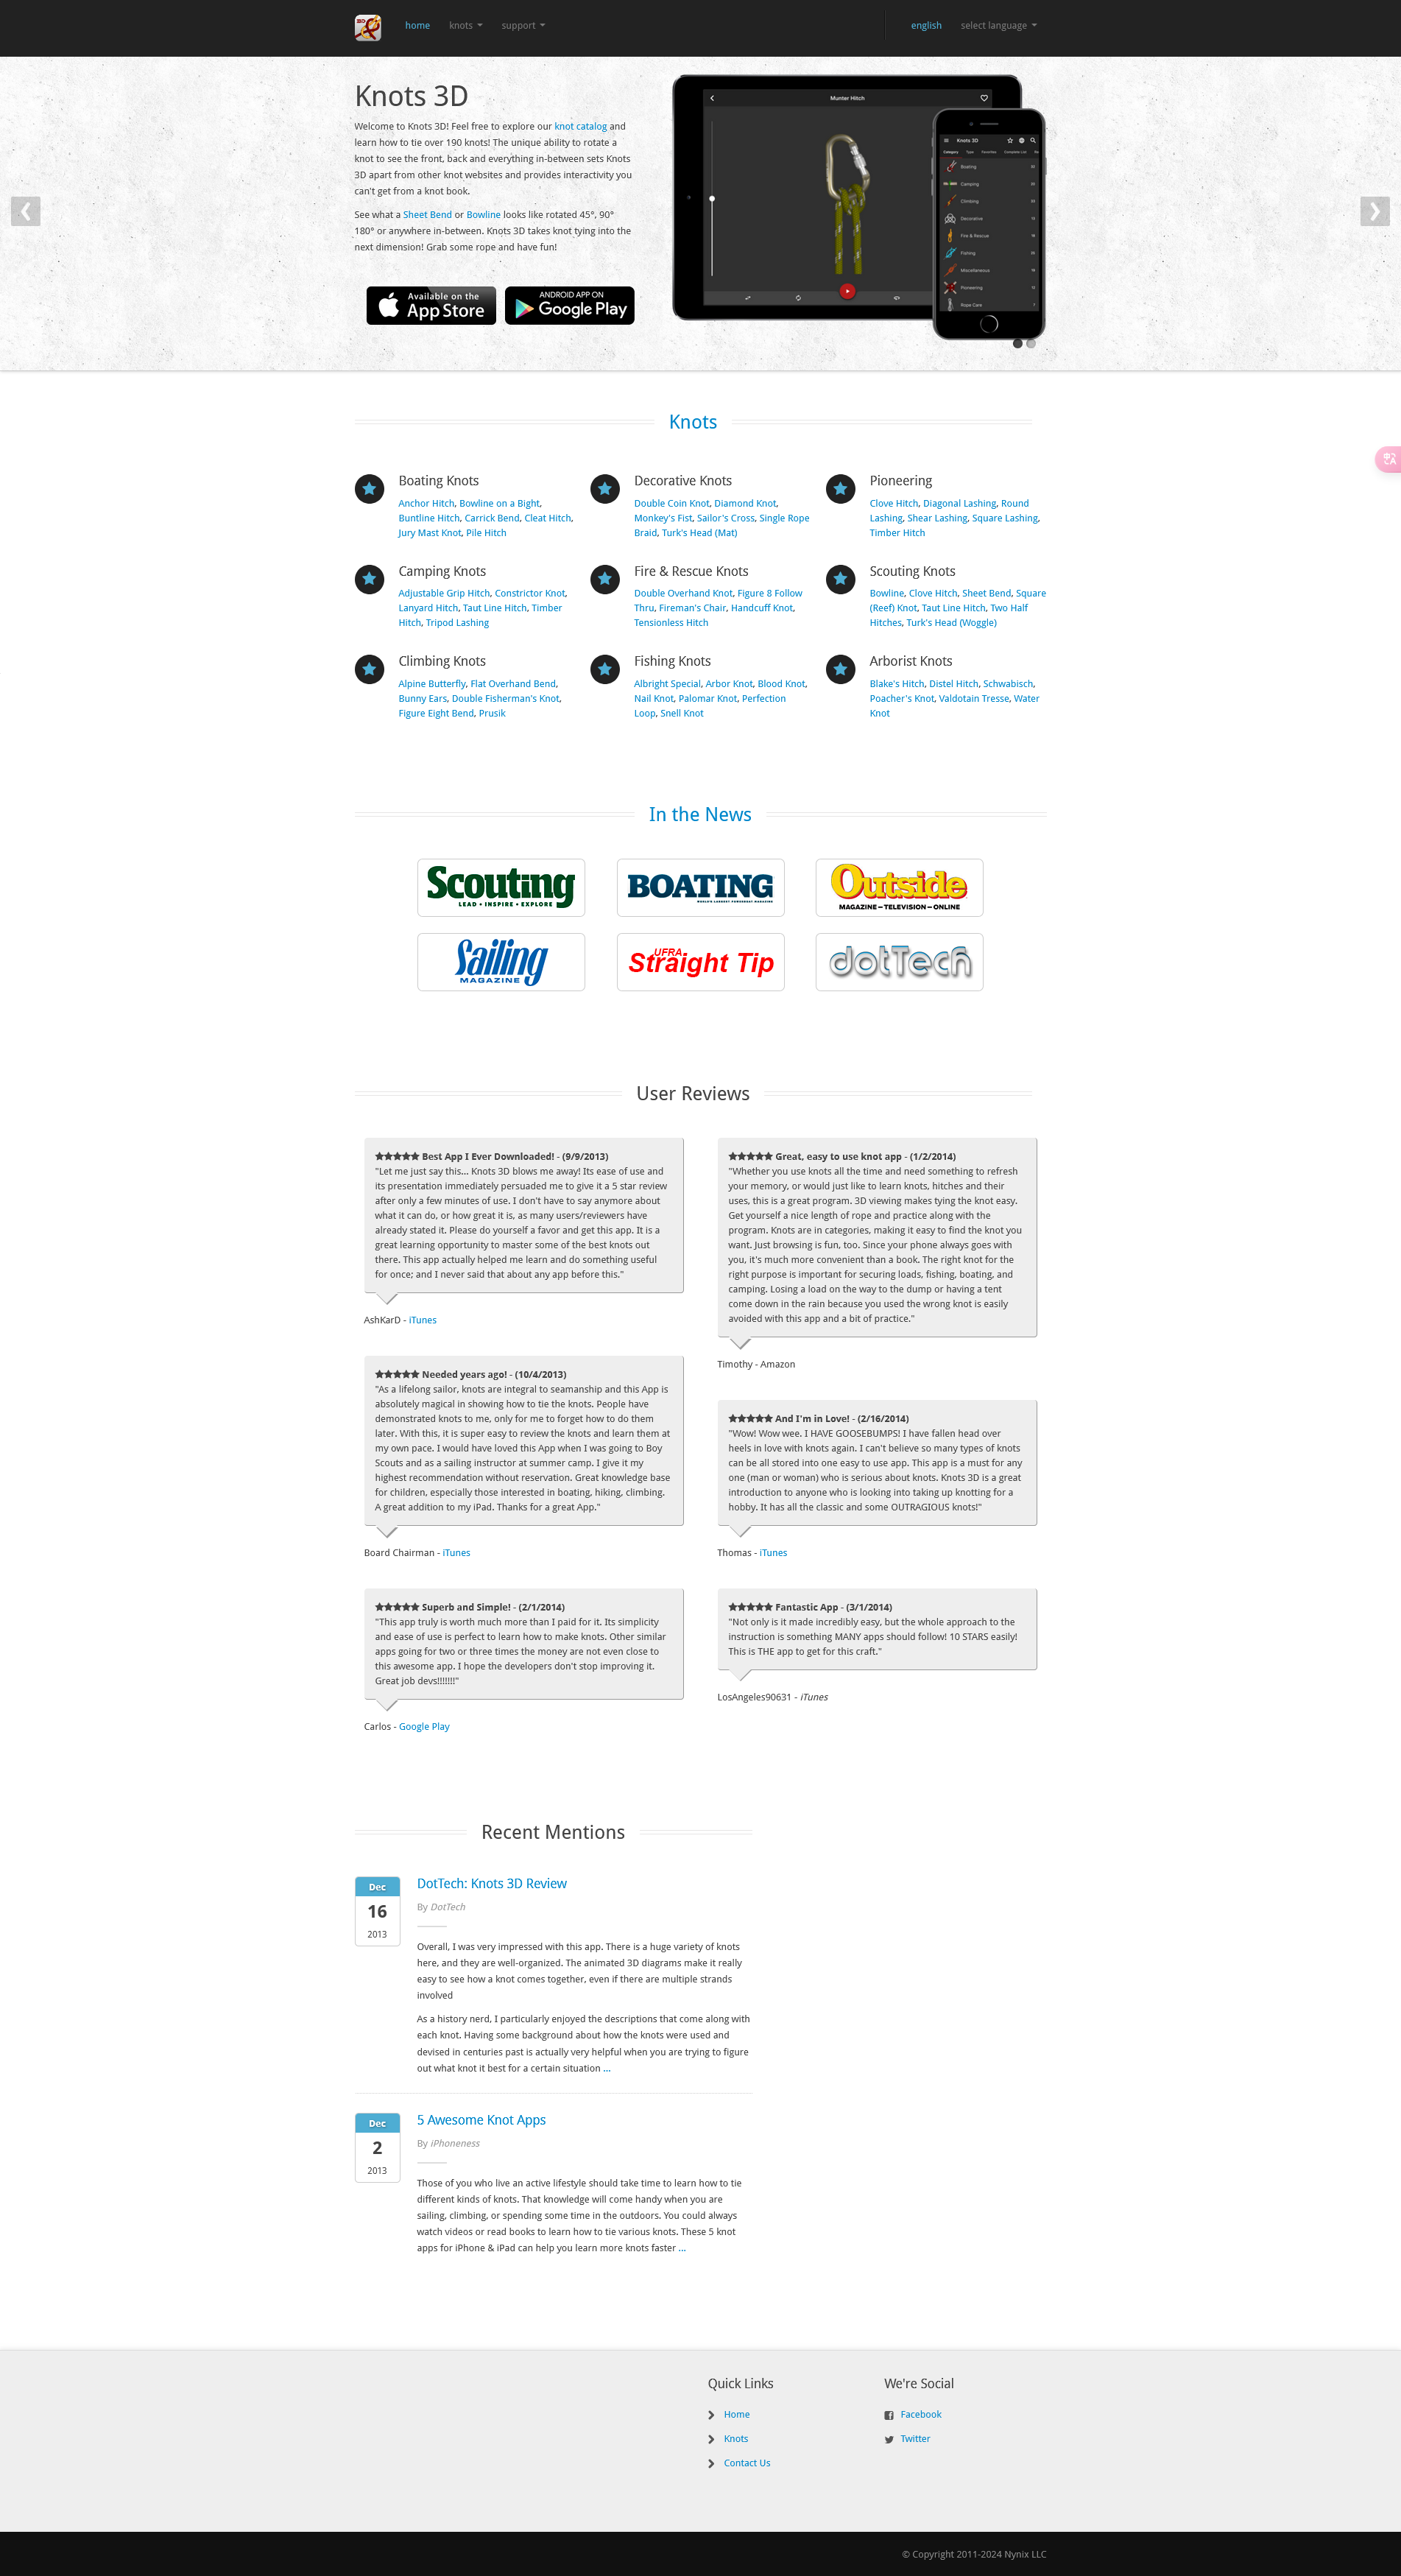 home knots support english select language
Knots 3D
Welcome to Knots 3D! Feel free to explore our knot catalog and
learn how to tie over 190 knots! The unique ability to rotate a
knot to see the front, back and everything in-between sets Knots
3D apart from other knot websites and provides interactivity you
can't get from a knot book.
See what a Sheet Bend or Bowline looks like rotated 45°, 90°
180° or anywhere in-between. Knots 3D takes knot tying into the
next dimension! Grab some rope and have fun!
Available on the
App Store
ANDROID APP ON
Google Play
Munter Hitch
Knots 3D
Category Type Favorites Complete List
Boating
Camping
Climbing
Decorative
Fire & Rescue
Fishing
Miscellaneous
Pioneering
Rope Care
Knots
Boating Knots
Anchor Hitch, Bowline on a Bight,
Buntline Hitch, Carrick Bend, Cleat Hitch,
Jury Mast Knot, Pile Hitch
Decorative Knots
Double Coin Knot, Diamond Knot,
Monkey's Fist, Sailor's Cross, Single Rope
Braid, Turk's Head (Mat)
Pioneering
Clove Hitch, Diagonal Lashing, Round
Lashing, Shear Lashing, Square Lashing,
Timber Hitch
Camping Knots
Adjustable Grip Hitch, Constrictor Knot,
Lanyard Hitch, Taut Line Hitch, Timber
Hitch, Tripod Lashing
Fire & Rescue Knots
Double Overhand Knot, Figure 8 Follow
Thru, Fireman's Chair, Handcuff Knot,
Tensionless Hitch
Scouting Knots
Bowline, Clove Hitch, Sheet Bend, Square
(Reef) Knot, Taut Line Hitch, Two Half
Hitches, Turk's Head (Woggle)
Climbing Knots
Alpine Butterfly, Flat Overhand Bend,
Bunny Ears, Double Fisherman's Knot,
Figure Eight Bend, Prusik
Fishing Knots
Albright Special, Arbor Knot, Blood Knot,
Nail Knot, Palomar Knot, Perfection
Loop, Snell Knot
Arborist Knots
Blake's Hitch, Distel Hitch, Schwabisch,
Poacher's Knot, Valdotain Tresse, Water
Knot
In the News
Scouting
LEAD • INSPIRE • EXPLORE
BOATING
WORLD'S LARGEST POWERBOAT MAGAZINE
Outside
MAGAZINE–TELEVISION–ONLINE
Sailing
MAGAZINE
UFRA
Straight Tip
dotTech
User Reviews
★★★★★ Best App I Ever Downloaded! - (9/9/2013)
"Let me just say this... Knots 3D blows me away! Its ease of use and
its presentation immediately persuaded me to give it a 5 star review
after only a few minutes of use. I don't have to say anymore about
what it can do, or how great it is, as many users/reviewers have
already stated it. Please do yourself a favor and get this app. It is a
great learning opportunity to master some of the best knots out
there. This app actually helped me learn and do something useful
for once; and I never said that about any app before this."
AshKarD - iTunes
★★★★★ Needed years ago! - (10/4/2013)
"As a lifelong sailor, knots are integral to seamanship and this App is
absolutely magical in showing how to tie the knots. People have
demonstrated knots to me, only for me to forget how to do them
later. With this, it is super easy to review the knots and learn them at
my own pace. I would have loved this App when I was going to Boy
Scouts and as a sailing instructor at summer camp. I give it my
highest recommendation without reservation. Great knowledge base
for children, especially those interested in boating, hiking, climbing.
A great addition to my iPad. Thanks for a great App."
Board Chairman - iTunes
★★★★★ Superb and Simple! - (2/1/2014)
"This app truly is worth much more than I paid for it. Its simplicity
and ease of use is perfect to learn how to make knots. Other similar
apps going for two or three times the money are not even close to
this awesome app. I hope the developers don't stop improving it.
Great job devs!!!!!!!"
Carlos - Google Play
★★★★★ Great, easy to use knot app - (1/2/2014)
"Whether you use knots all the time and need something to refresh
your memory, or would just like to learn knots, hitches and their
uses, this is a great program. 3D viewing makes tying the knot easy.
Get yourself a nice length of rope and practice along with the
program. Knots are in categories, making it easy to find the knot you
want. Just browsing is fun, too. Since your phone always goes with
you, it's much more convenient than a book. The right knot for the
right purpose is important for securing loads, fishing, boating, and
camping. Losing a load on the way to the dump or having a tent
come down in the rain because you used the wrong knot is easily
avoided with this app and a bit of practice."
Timothy - Amazon
★★★★★ And I'm in Love! - (2/16/2014)
"Wow! Wow wee. I HAVE GOOSEBUMPS! I have fallen head over
heels in love with knots again. I can't believe so many types of knots
can be all stored into one easy to use app. This app is a must for any
one (man or woman) who is serious about knots. Knots 3D is a great
introduction to anyone who is looking into taking up knotting for a
hobby. It has all the classic and some OUTRAGIOUS knots!"
Thomas - iTunes
★★★★★ Fantastic App - (3/1/2014)
"Not only is it made incredibly easy, but the whole approach to the
instruction is something MANY apps should follow! 10 STARS easily!
This is THE app to get for this craft."
LosAngeles90631 - iTunes
Recent Mentions
Dec
16
2013
DotTech: Knots 3D Review
By DotTech
Overall, I was very impressed with this app. There is a huge variety of knots
here, and they are well-organized. The animated 3D diagrams make it really
easy to see how a knot comes together, even if there are multiple strands
involved
As a history nerd, I particularly enjoyed the descriptions that come along with
each knot. Having some background about how the knots were used and
devised in centuries past is actually very helpful when you are trying to figure
out what knot it best for a certain situation ...
Dec
2
2013
5 Awesome Knot Apps
By iPhoneness
Those of you who live an active lifestyle should take time to learn how to tie
different kinds of knots. That knowledge will come handy when you are
sailing, climbing, or spending some time in the outdoors. You could always
watch videos or read books to learn how to tie various knots. These 5 knot
apps for iPhone & iPad can help you learn more knots faster ...
Quick Links
Home
Knots
Contact Us
We're Social
Facebook
Twitter
© Copyright 2011-2024 Nynix LLC